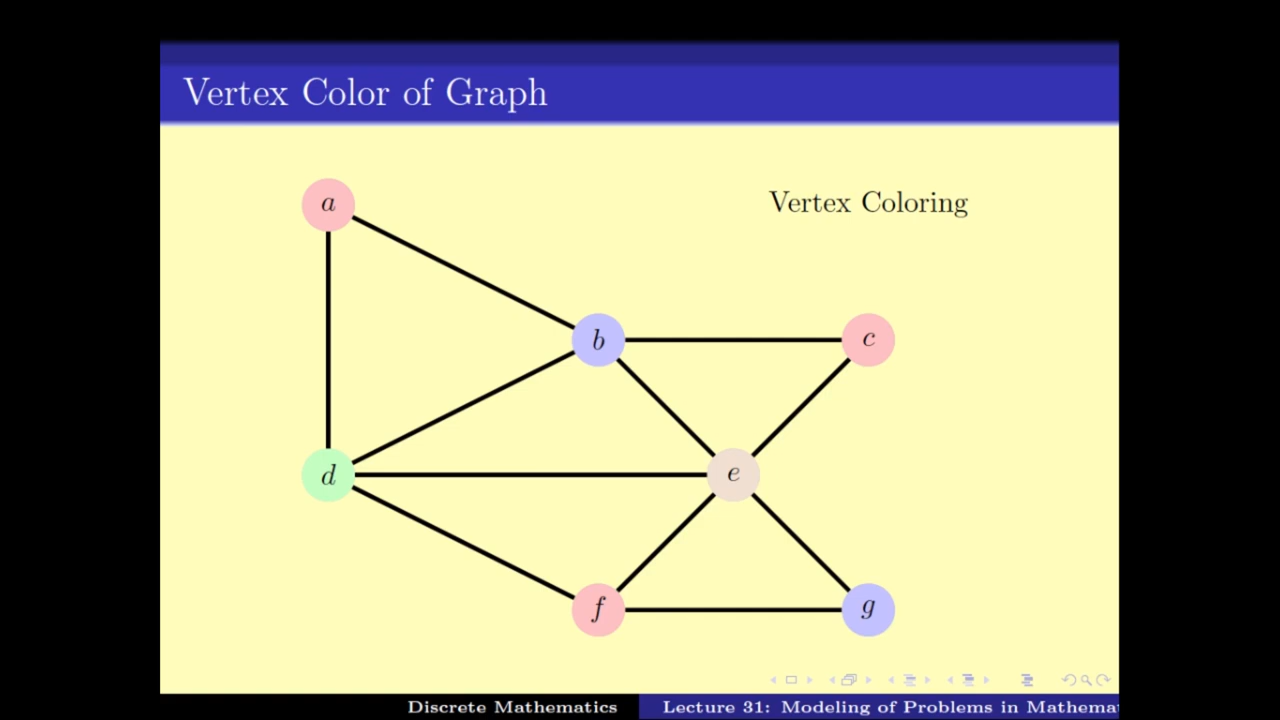 Vertex Color of Graph
a
Vertex Coloring
b
c
d
e
f
g
Discrete Mathematics
Lecture 31: Modeling of Problems in Mathema